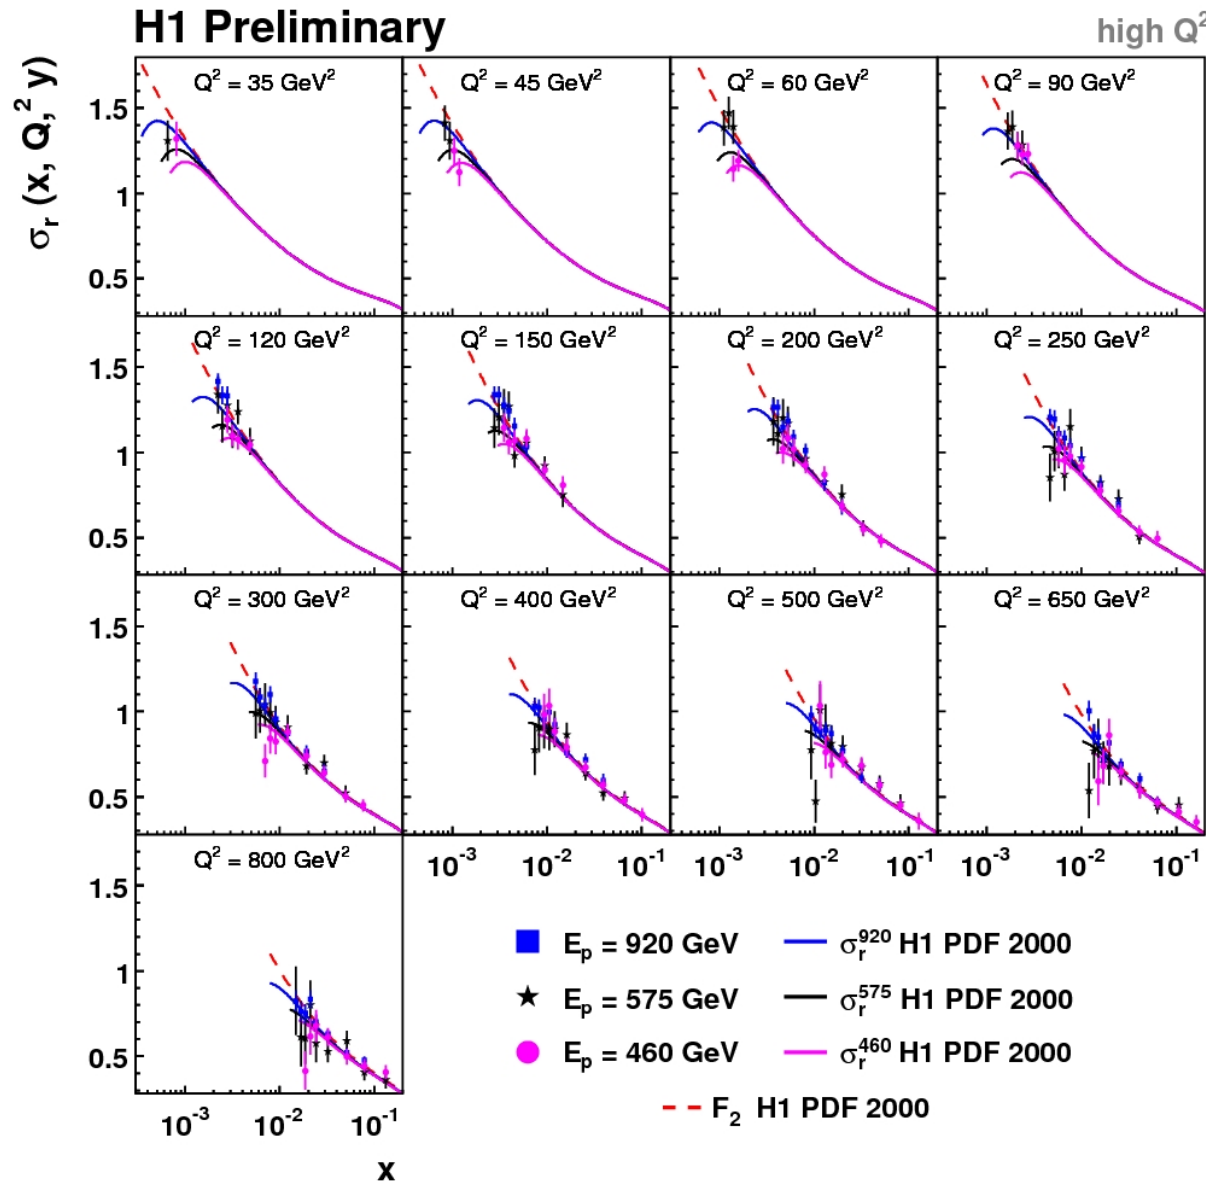 H1 Preliminary
high Q²
σr (x, Q,² y)
Q² = 35 GeV²
Q² = 45 GeV²
Q² = 60 GeV²
Q² = 90 GeV²
1.5
1
0.5
Q² = 120 GeV²
Q² = 150 GeV²
Q² = 200 GeV²
Q² = 250 GeV²
1.5
1
0.5
Q² = 300 GeV²
Q² = 400 GeV²
Q² = 500 GeV²
Q² = 650 GeV²
1.5
1
0.5
Q² = 800 GeV²
10⁻³ 10⁻² 10⁻¹
10⁻³ 10⁻² 10⁻¹
10⁻³ 10⁻² 10⁻¹
1.5
1
0.5
10⁻³ 10⁻² 10⁻¹
x
Ep = 920 GeV
σr⁹²⁰ H1 PDF 2000
Ep = 575 GeV
σr⁵⁷⁵ H1 PDF 2000
Ep = 460 GeV
σr⁴⁶⁰ H1 PDF 2000
F₂ H1 PDF 2000